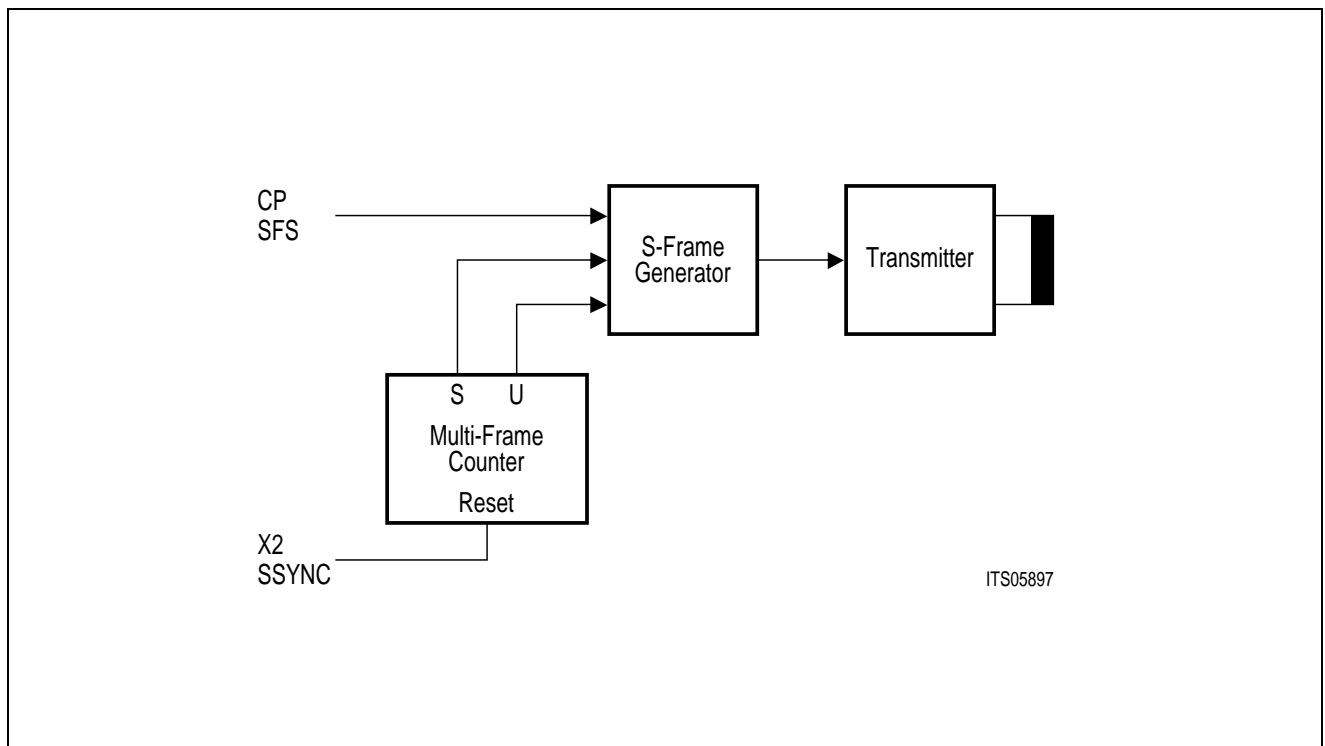 CP
SFS
S-Frame
Generator
Transmitter
S U
Multi-Frame
Counter
Reset
X2
SSYNC
ITS05897